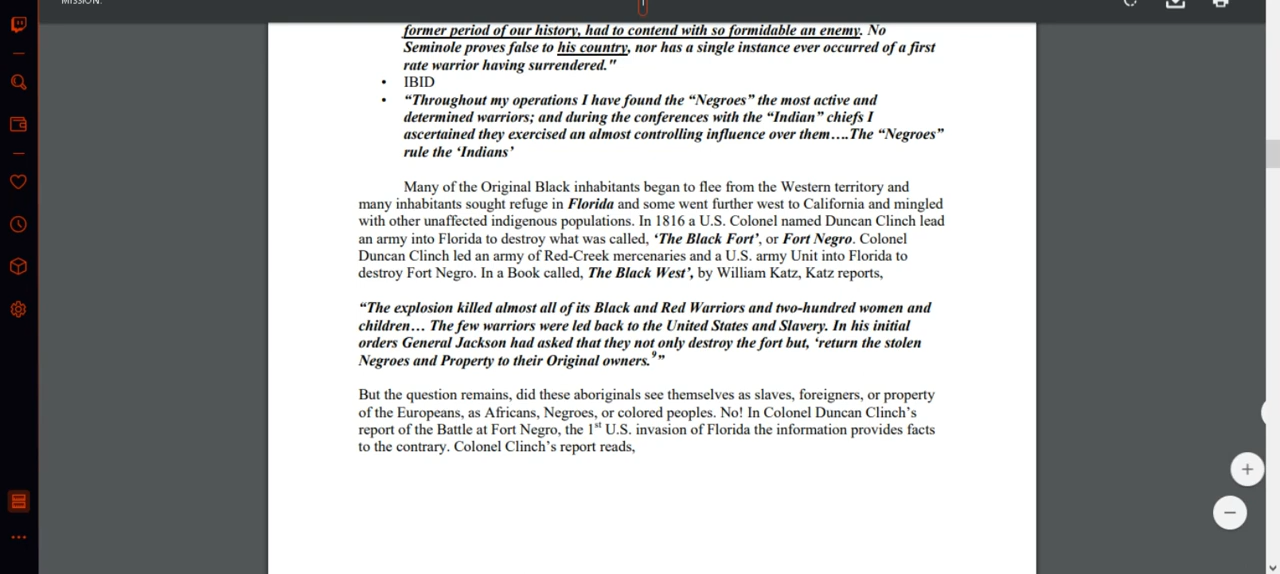 MISSION.
former period of our history, had to contend with so formidable an enemy. No
Seminole proves false to his country, nor has a single instance ever occurred of a first
rate warrior having surrendered."
• IBID
• “Throughout my operations I have found the “Negroes” the most active and
determined warriors; and during the conferences with the “Indian” chiefs I
ascertained they exercised an almost controlling influence over them….The “Negroes”
rule the ‘Indians’
Many of the Original Black inhabitants began to flee from the Western territory and
many inhabitants sought refuge in Florida and some went further west to California and mingled
with other unaffected indigenous populations. In 1816 a U.S. Colonel named Duncan Clinch lead
an army into Florida to destroy what was called, ‘The Black Fort’, or Fort Negro. Colonel
Duncan Clinch led an army of Red-Creek mercenaries and a U.S. army Unit into Florida to
destroy Fort Negro. In a Book called, The Black West’, by William Katz, Katz reports,
“The explosion killed almost all of its Black and Red Warriors and two-hundred women and
children… The few warriors were led back to the United States and Slavery. In his initial
orders General Jackson had asked that they not only destroy the fort but, ‘return the stolen
Negroes and Property to their Original owners.9”
But the question remains, did these aboriginals see themselves as slaves, foreigners, or property
of the Europeans, as Africans, Negroes, or colored peoples. No! In Colonel Duncan Clinch’s
report of the Battle at Fort Negro, the 1st U.S. invasion of Florida the information provides facts
to the contrary. Colonel Clinch’s report reads,